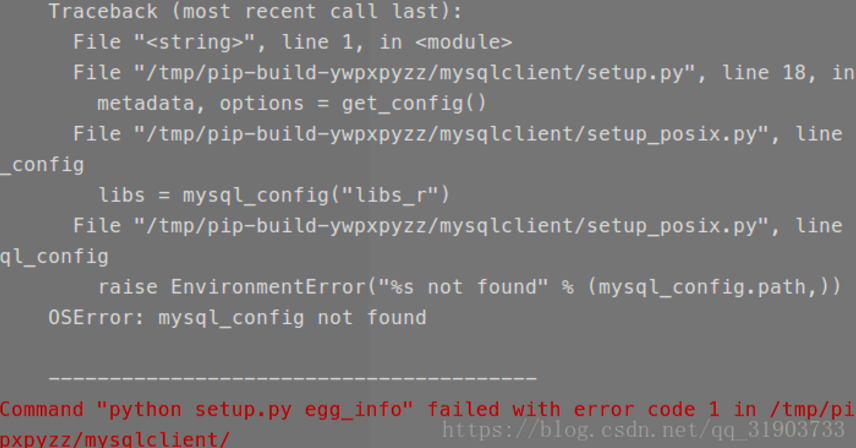 Traceback (most recent call last):
File "<string>", line 1, in <module>
File "/tmp/pip-build-ywpxpyzz/mysqlclient/setup.py", line 18, in
metadata, options = get_config()
File "/tmp/pip-build-ywpxpyzz/mysqlclient/setup_posix.py", line
_config
libs = mysql_config("libs_r")
File "/tmp/pip-build-ywpxpyzz/mysqlclient/setup_posix.py", line
ql_config
raise EnvironmentError("%s not found" % (mysql_config.path,))
OSError: mysql_config not found
----------------------------------------
Command "python setup.py egg_info" failed with error code 1 in /tmp/pi
pxpyzz/mysqlclient/
https://blog.csdn.net/qq_31903733